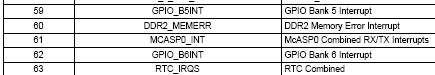 59 GPIO_B5INT GPIO Bank 5 Interrupt
60 DDR2_MEMERR DDR2 Memory Error Interrupt
61 MCASP0_INT McASP0 Combined RX/TX Interrupts
62 GPIO_B6INT GPIO Bank 6 Interrupt
63 RTC_IRQS RTC Combined